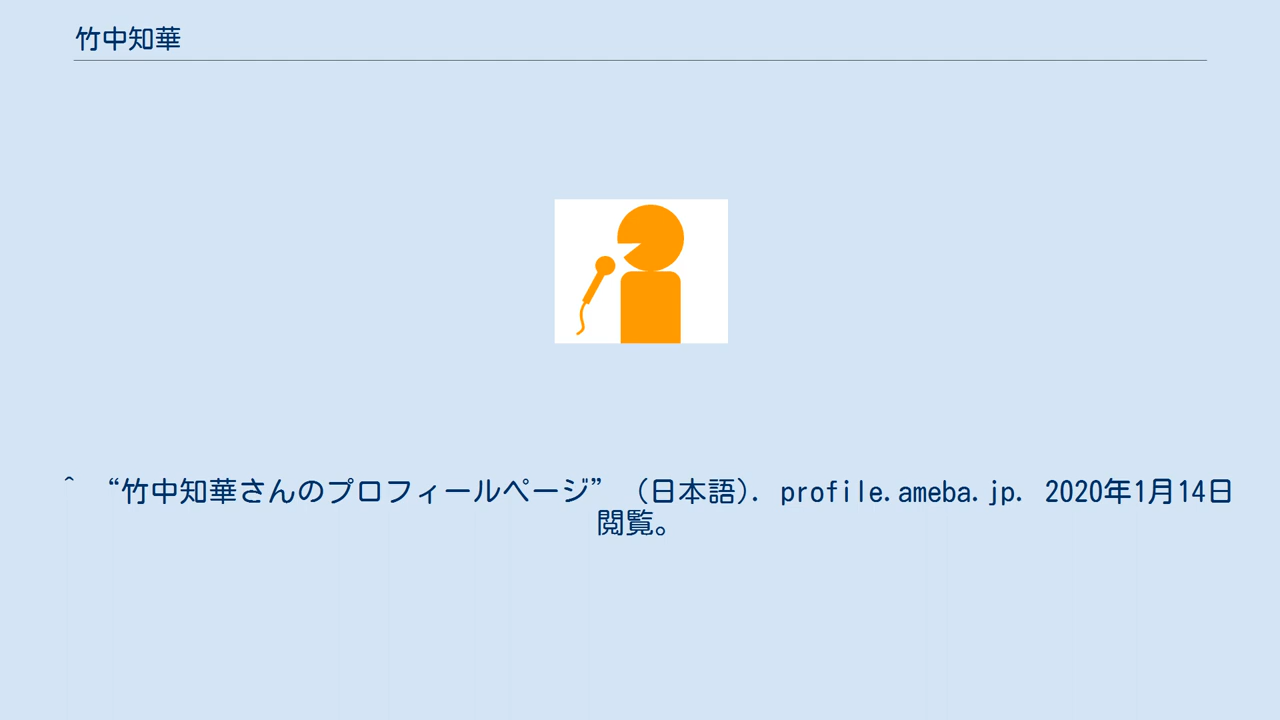 竹中知華
^ “竹中知華さんのプロフィールページ” (日本語). profile.ameba.jp. 2020年1月14日
閲覧。